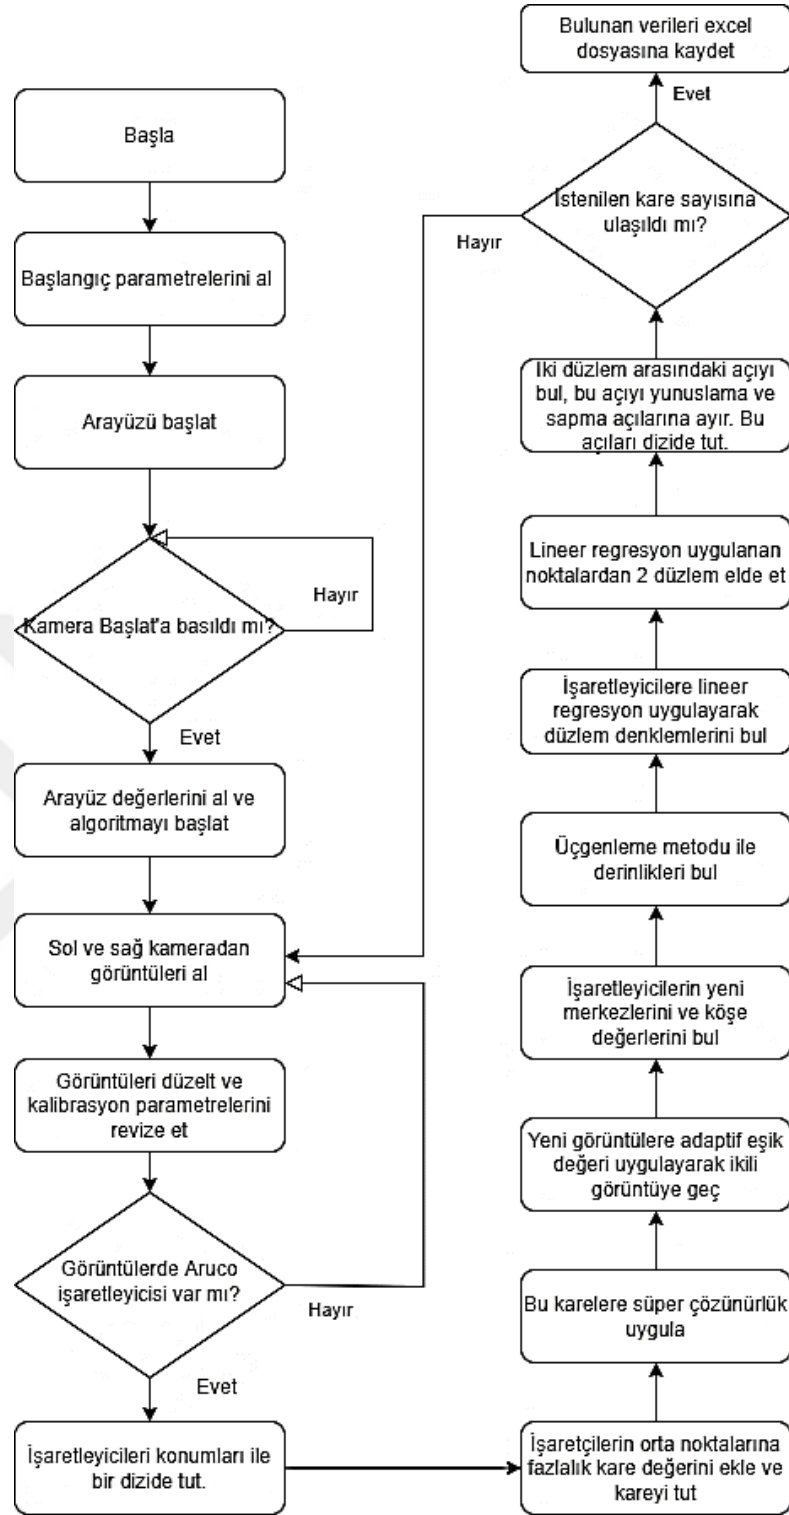 Başla
Başlangıç parametrelerini al
Arayüzü başlat
Kamera Başlat'a basıldı mı?
Hayır
Evet
Arayüz değerlerini al ve
algoritmayı başlat
Sol ve sağ kameradan
görüntüleri al
Görüntüleri düzelt ve
kalibrasyon parametrelerini
revize et
Görüntülerde Aruco
işaretleyicisi var mı?
Hayır
Evet
İşaretleyicileri konumları ile
bir dizide tut.
İşaretçilerin orta noktalarına
fazlalık kare değerini ekle ve
kareyi tut
Bu karelere süper çözünürlük
uygula
Yeni görüntülere adaptif eşik
değeri uygulayarak ikili
görüntüye geç
İşaretleyicilerin yeni
merkezlerini ve köşe
değerlerini bul
Üçgenleme metodu ile
derinlikleri bul
İşaretleyicilere lineer
regresyon uygulayarak
düzlem denklemlerini bul
Lineer regresyon uygulanan
noktalardan 2 düzlem elde et
İki düzlem arasındaki açıyı
bul, bu açıyı yunuslama ve
sapma açılarına ayır. Bu
açıları dizide tut.
İstenilen kare sayısına
ulaşıldı mı?
Hayır
Evet
Bulunan verileri excel
dosyasına kaydet